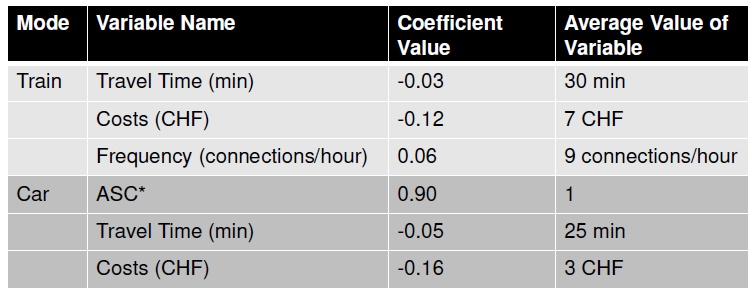 Mode Variable Name Coefficient Value Average Value of Variable
Train Travel Time (min) -0.03 30 min
Costs (CHF) -0.12 7 CHF
Frequency (connections/hour) 0.06 9 connections/hour
Car ASC* 0.90 1
Travel Time (min) -0.05 25 min
Costs (CHF) -0.16 3 CHF